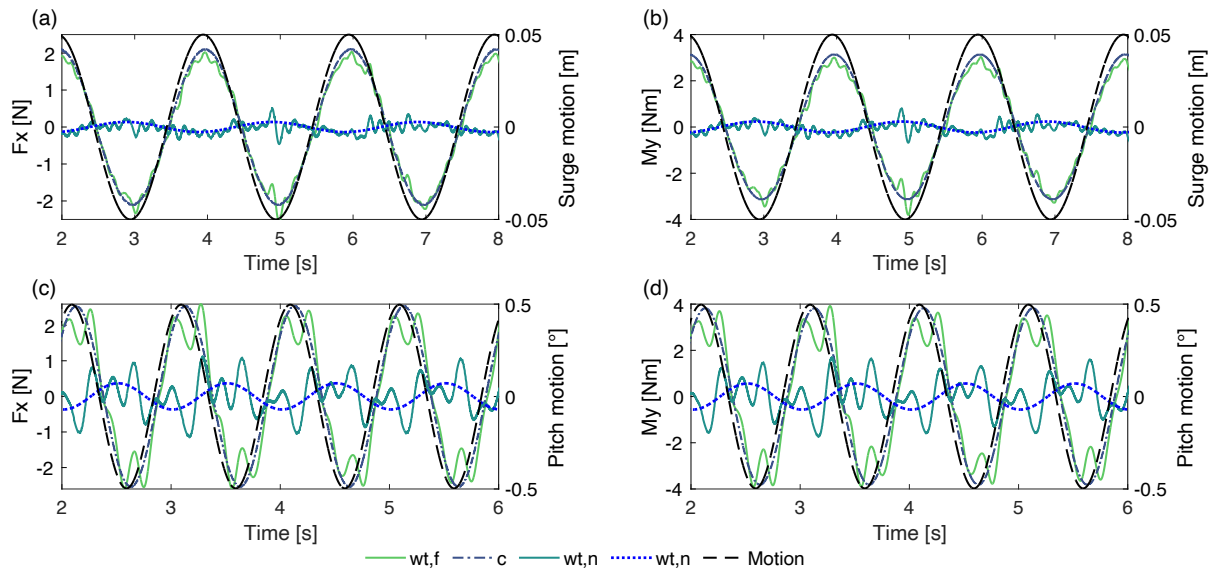 (a)
2
1
0
-1
-2
Fx [N]
0.05
0
-0.05
Surge motion [m]
2 3 4 5 6 7 8
Time [s]
(b)
4
2
0
-2
-4
My [Nm]
0.05
0
-0.05
Surge motion [m]
2 3 4 5 6 7 8
Time [s]
(c)
2
1
0
-1
-2
Fx [N]
0.5
0
-0.5
Pitch motion [°]
2 3 4 5 6
Time [s]
(d)
4
2
0
-2
-4
My [Nm]
0.5
0
-0.5
Pitch motion [°]
2 3 4 5 6
Time [s]
wt,f c wt,n wt,n Motion